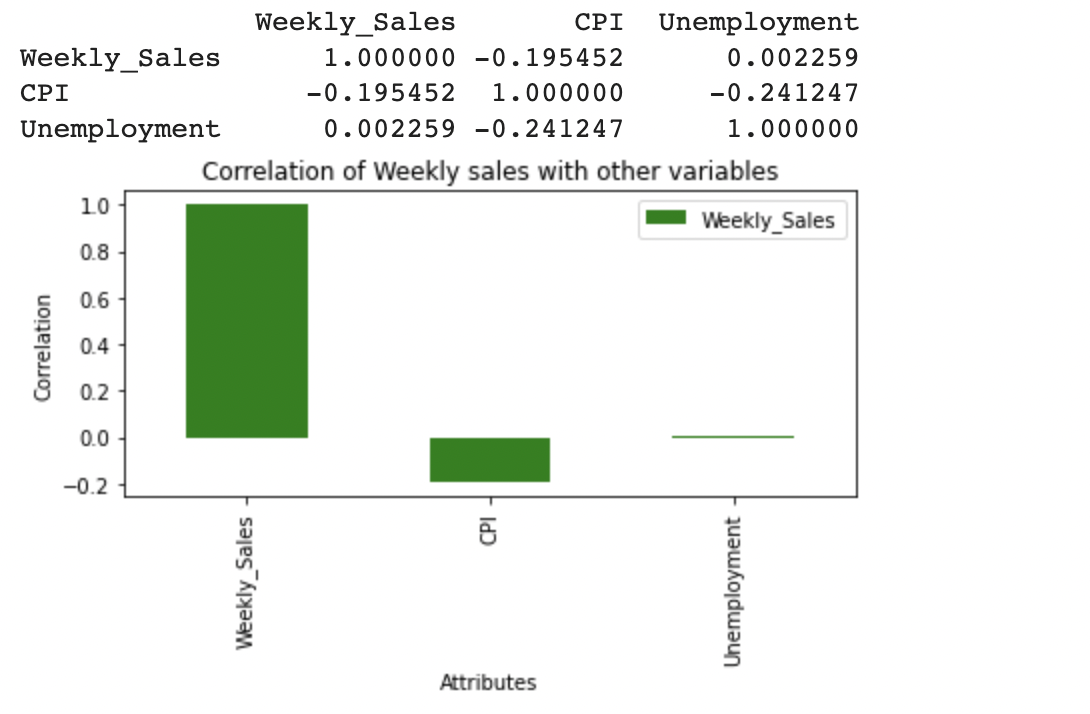 Weekly_Sales CPI Unemployment
Weekly_Sales 1.000000 -0.195452 0.002259
CPI -0.195452 1.000000 -0.241247
Unemployment 0.002259 -0.241247 1.000000
Correlation of Weekly sales with other variables
Weekly_Sales
1.0
0.8
0.6
0.4
0.2
0.0
−0.2
Correlation
Weekly_Sales
CPI
Unemployment
Attributes